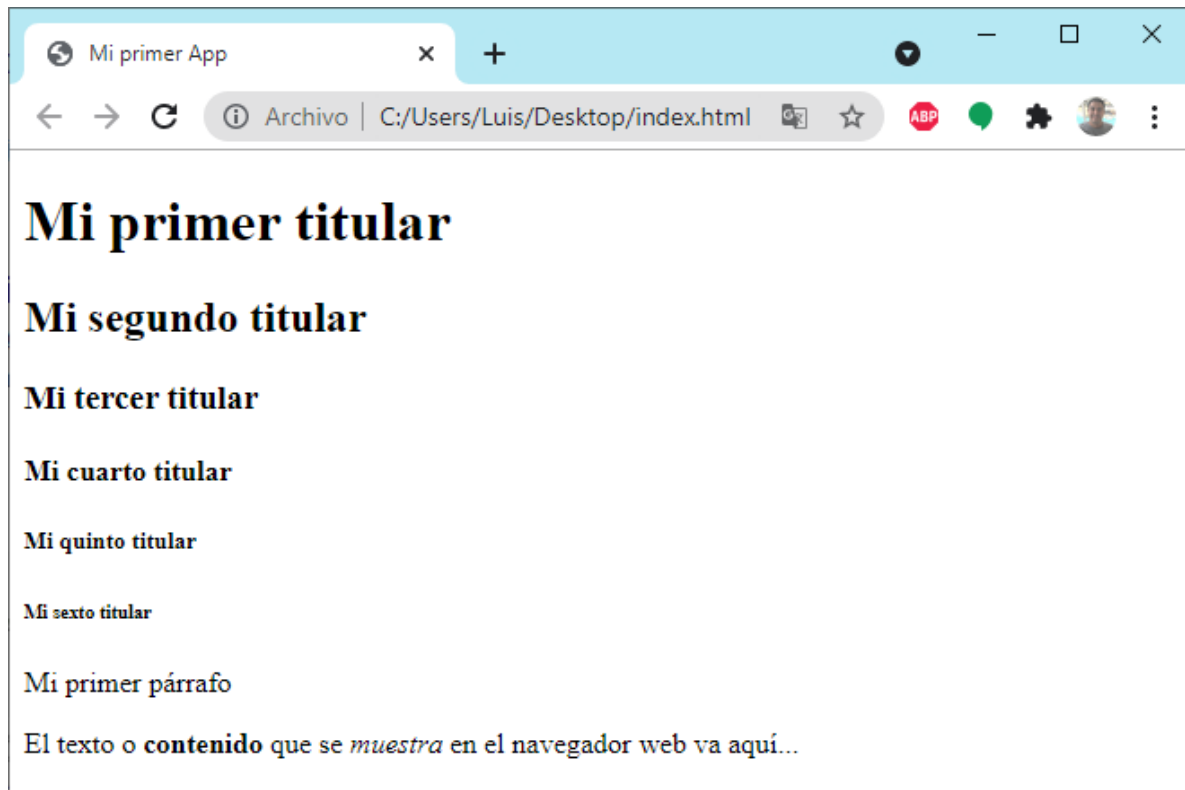 Mi primer App
Archivo | C:/Users/Luis/Desktop/index.html
ABP
Mi primer titular
Mi segundo titular
Mi tercer titular
Mi cuarto titular
Mi quinto titular
Mi sexto titular
Mi primer párrafo
El texto o contenido que se muestra en el navegador web va aquí...